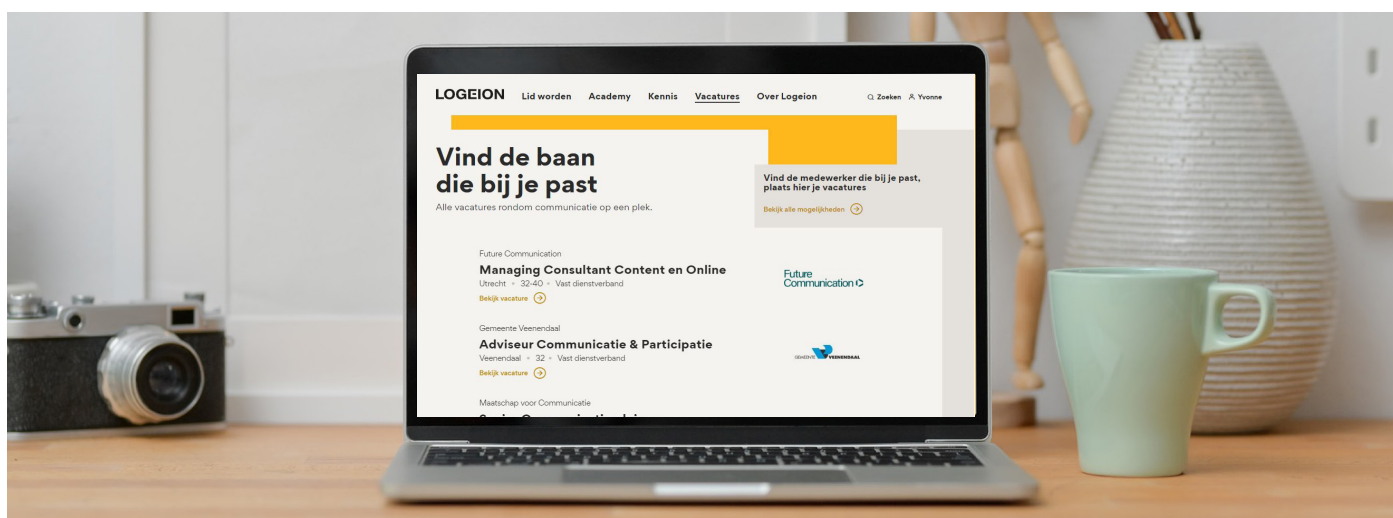 LOGEION Lid worden Academy Kennis Vacatures Over Logeion Zoeken Yvonne
Vind de baan
die bij je past
Alle vacatures rondom communicatie op een plek.
Vind de medewerker die bij je past,
plaats hier je vacatures
Bekijk alle mogelijkheden
Future Communication
Managing Consultant Content en Online
Utrecht • 32-40 • Vast dienstverband
Bekijk vacature
Future
Communication
Gemeente Veenendaal
Adviseur Communicatie & Participatie
Veenendaal • 32 • Vast dienstverband
Bekijk vacature
GEMEENTE VEENENDAAL
Maatschap voor Communicatie